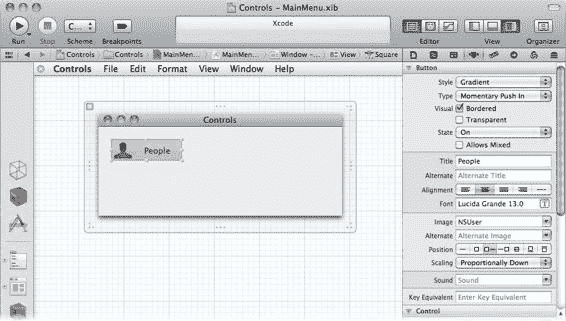 Controls – MainMenu.xib
Xcode
C...
Run
Stop
Scheme
Breakpoints
Editor
View
Organizer
Controls
Controls
MainM...
MainM...
Window -...
View
Square
Controls File Edit Format View Window Help
Controls
People
Button
Style Gradient
Type Momentary Push In
Visual Bordered
Transparent
State On
Allows Mixed
Title People
Alternate Alternate Title
Alignment
Font Lucida Grande 13.0
Image NSUser
Alternate Alternate Image
Position
Scaling Proportionally Down
Sound Sound
Key Equivalent Enter Key Equivalent
Control